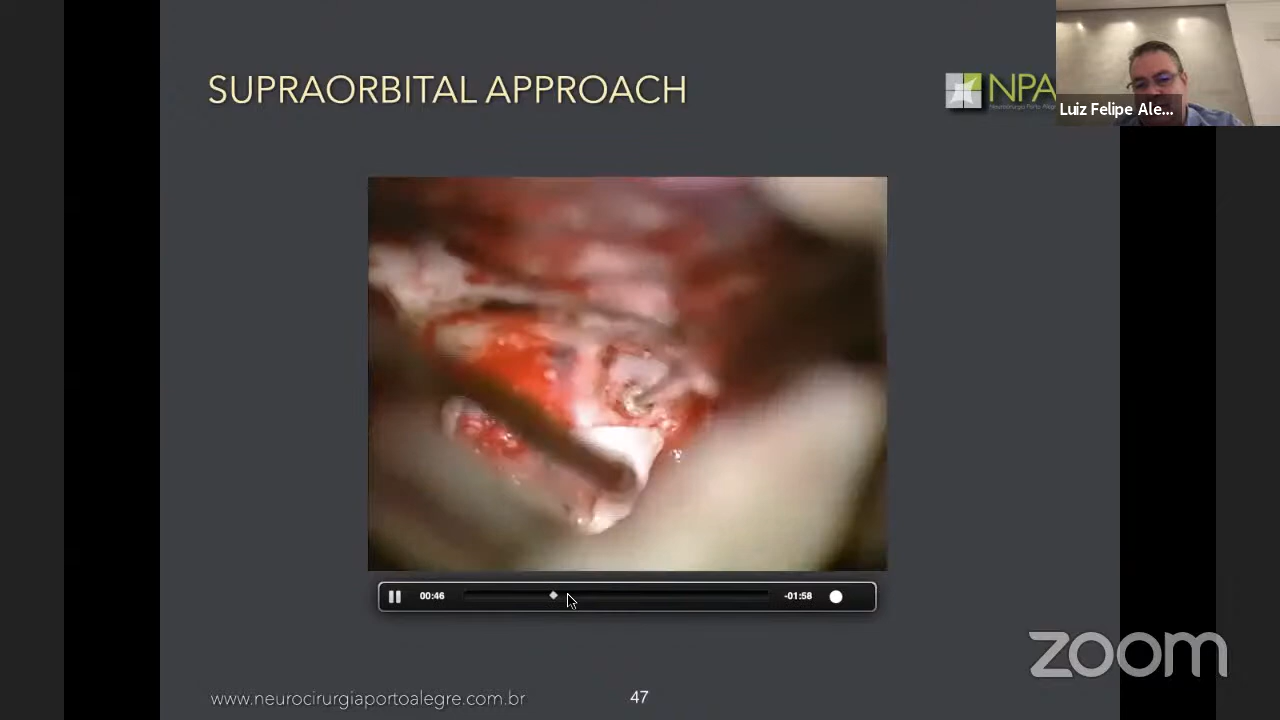 SUPRAORBITAL APPROACH
NPA
Luiz Felipe Ale...
00:46
-01:58
zoom
www.neurocirurgiaportoalegre.com.br
47